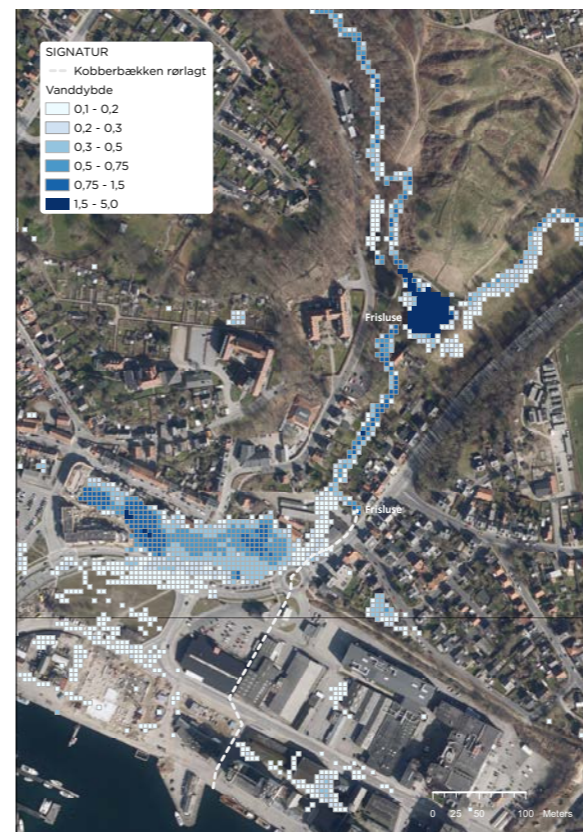 SIGNATUR
Kobberbækken rørlagt
Vanddybde
0,1 - 0,2
0,2 - 0,3
0,3 - 0,5
0,5 - 0,75
0,75 - 1,5
1,5 - 5,0
Frisluse
Frisluse
0 25 50 100 Meters